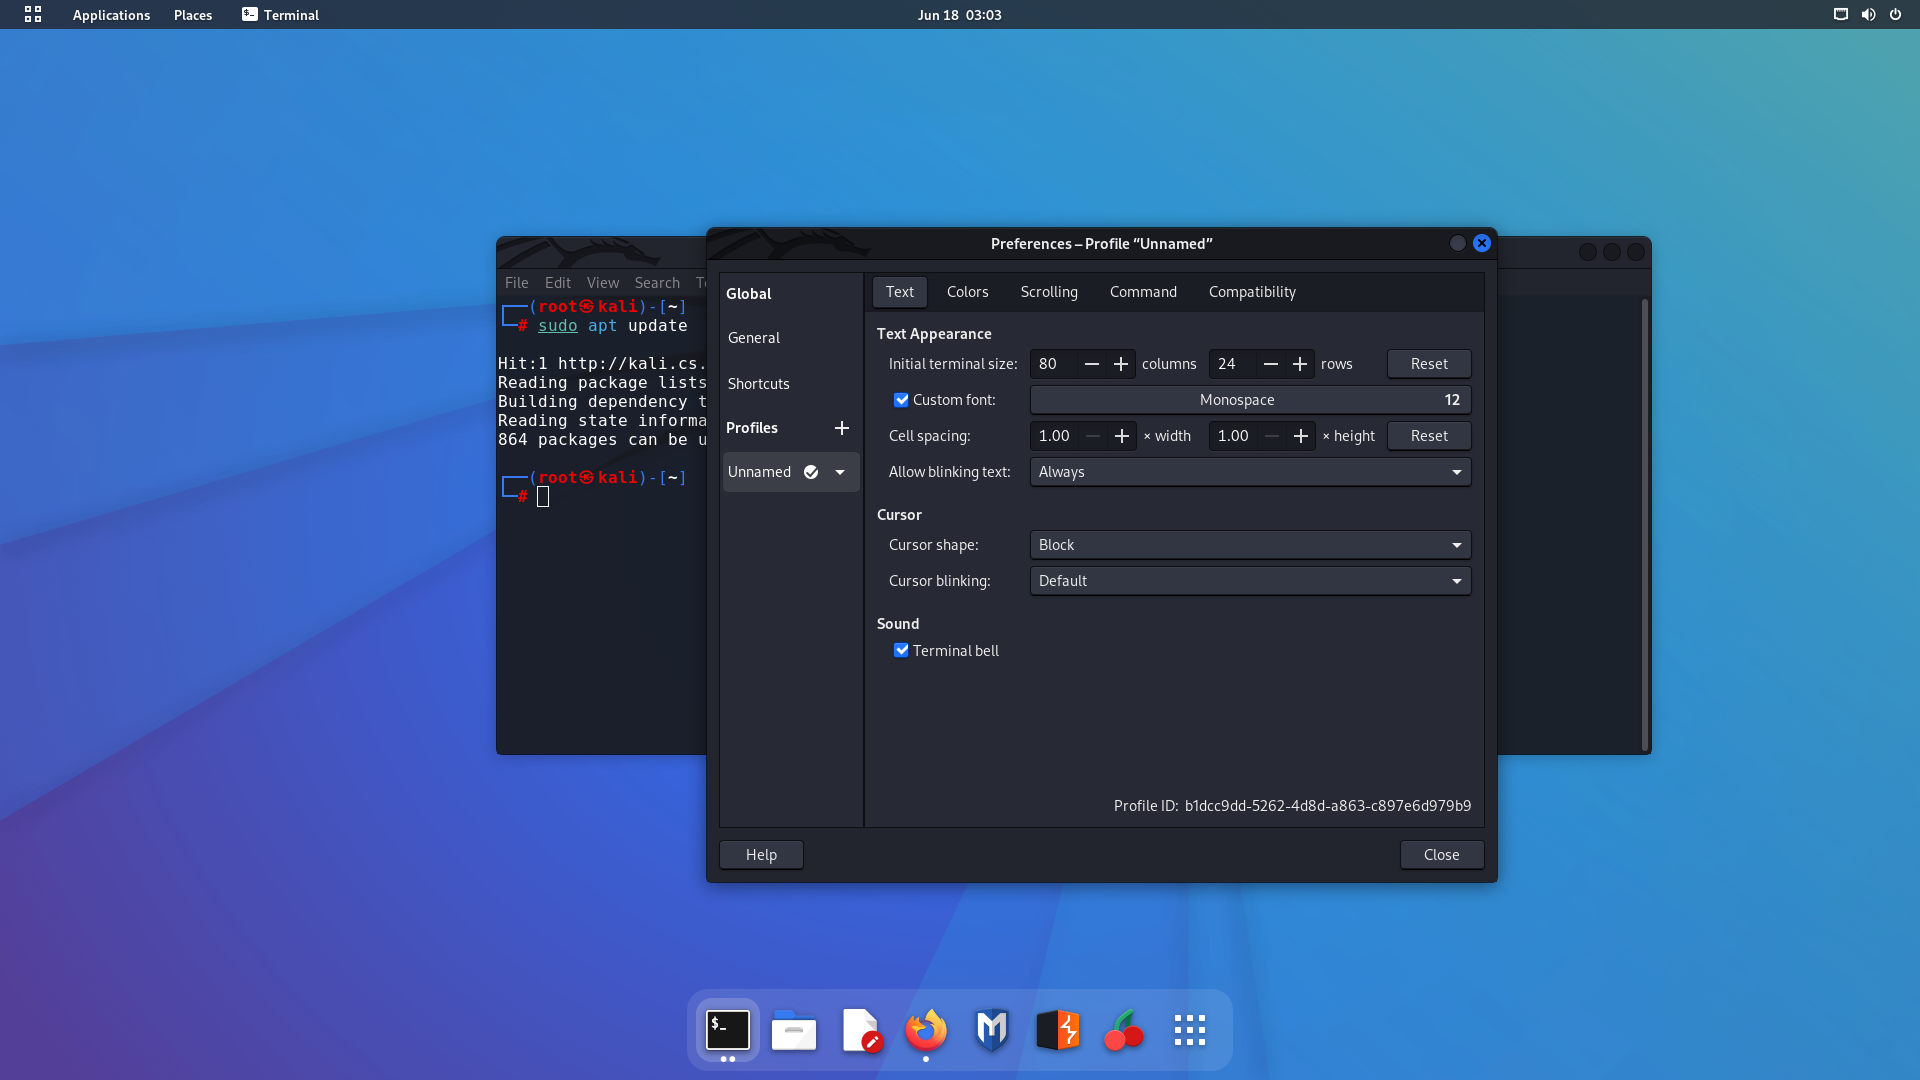 Applications Places Terminal Jun 18 03:03
Preferences – Profile “Unnamed”
File Edit View Search
┌──(root㉿kali)-[~]
└─# sudo apt update
Hit:1 http://kali.cs.
Reading package lists
Building dependency t
Reading state informa
864 packages can be u
┌──(root㉿kali)-[~]
└─#
Global
General
Shortcuts
Profiles
Unnamed
Text Colors Scrolling Command Compatibility
Text Appearance
Initial terminal size: 80 − + columns 24 − + rows Reset
Custom font: Monospace 12
Cell spacing: 1.00 − + × width 1.00 − + × height Reset
Allow blinking text: Always
Cursor
Cursor shape: Block
Cursor blinking: Default
Sound
Terminal bell
Profile ID: b1dcc9dd-5262-4d8d-a863-c897e6d979b9
Help Close
$_